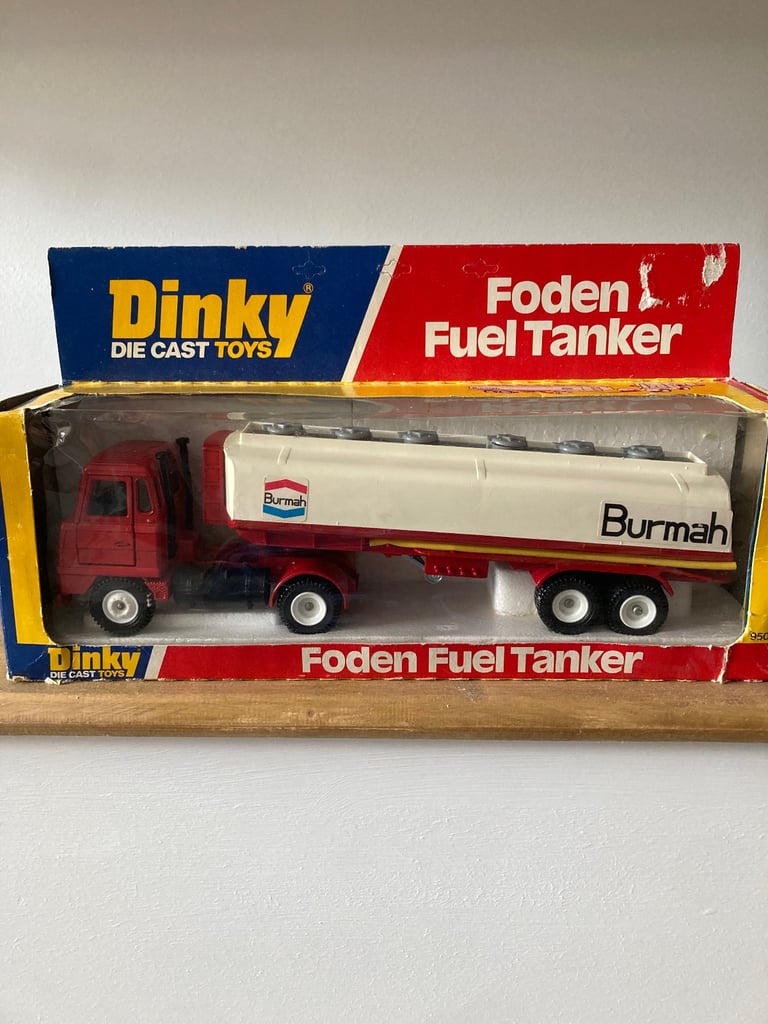 Dinky®
DIE CAST TOYS
Foden
Fuel Tanker
Burmah
Burmah
950
Dinky
DIE CAST TOYS
Foden Fuel Tanker